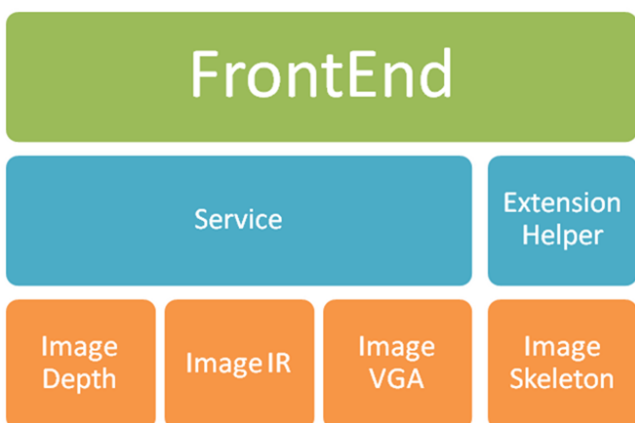 FrontEnd
Service
Extension
Helper
Image
Depth
Image IR
Image
VGA
Image
Skeleton